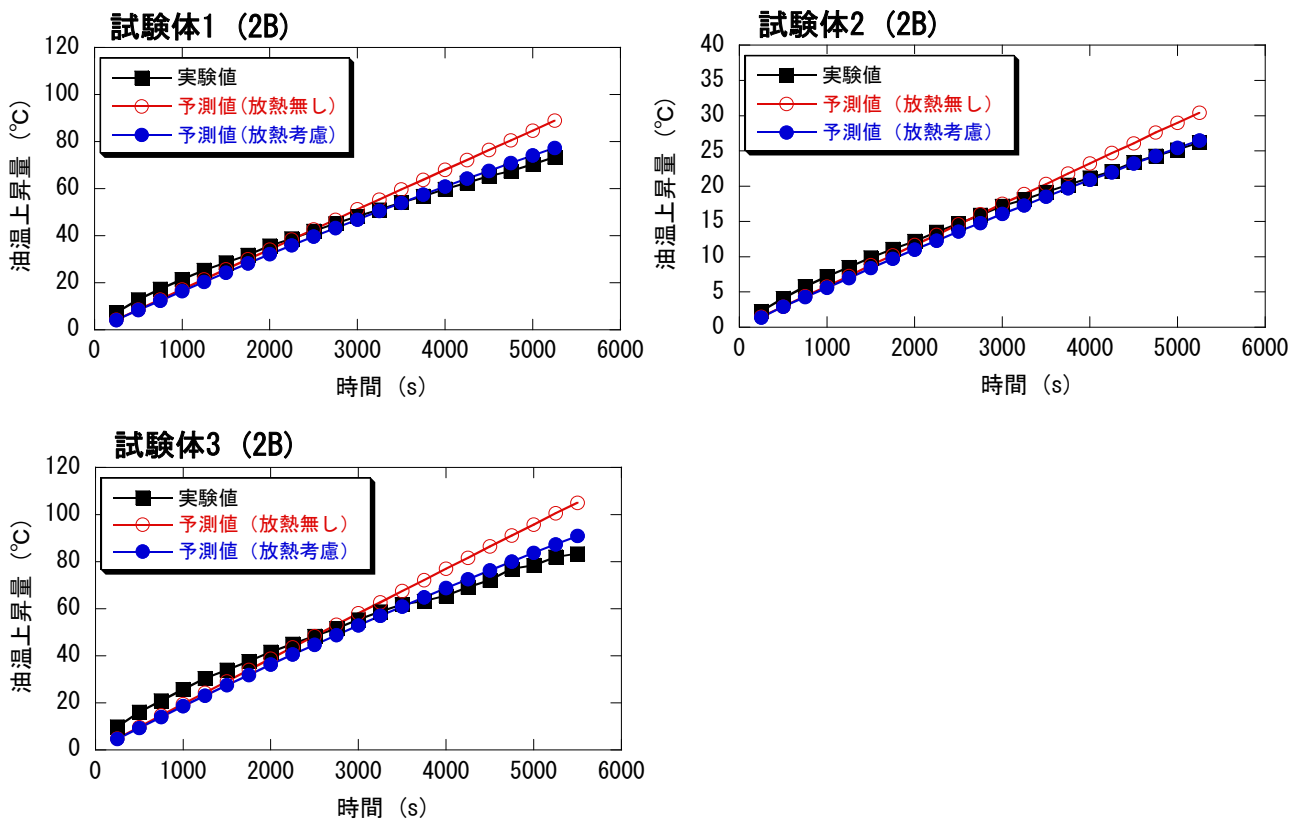 試験体1 (2B)
120
100
80
60
40
20
0
油温上昇量 (℃)
実験値
予測値(放熱無し)
予測値(放熱考慮)
0 1000 2000 3000 4000 5000 6000
時間 (s)
試験体2 (2B)
40
35
30
25
20
15
10
5
0
油温上昇量 (℃)
実験値
予測値 (放熱無し)
予測値 (放熱考慮)
0 1000 2000 3000 4000 5000 6000
時間 (s)
試験体3 (2B)
120
100
80
60
40
20
0
油温上昇量 (℃)
実験値
予測値 (放熱無し)
予測値 (放熱考慮)
0 1000 2000 3000 4000 5000 6000
時間 (s)